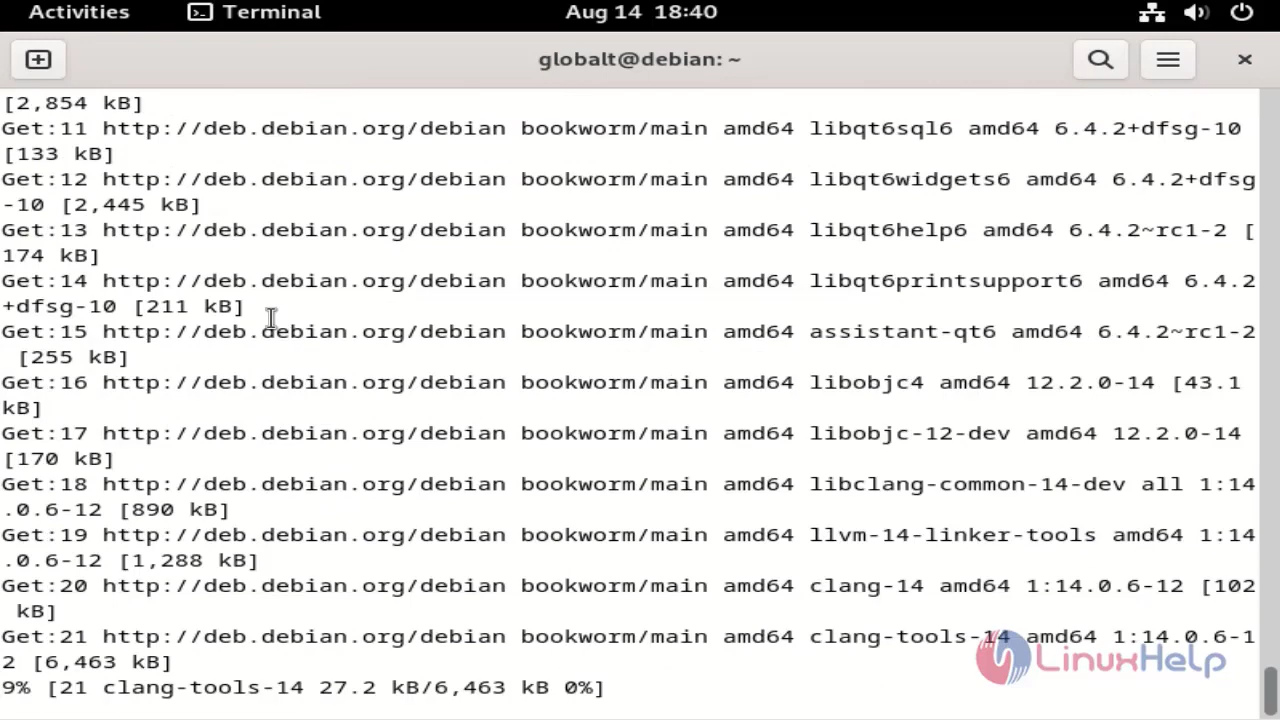 Activities Terminal Aug 14 18:40
globalt@debian: ~
[2,854 kB]
Get:11 http://deb.debian.org/debian bookworm/main amd64 libqt6sql6 amd64 6.4.2+dfsg-10
[133 kB]
Get:12 http://deb.debian.org/debian bookworm/main amd64 libqt6widgets6 amd64 6.4.2+dfsg
-10 [2,445 kB]
Get:13 http://deb.debian.org/debian bookworm/main amd64 libqt6help6 amd64 6.4.2~rc1-2 [
174 kB]
Get:14 http://deb.debian.org/debian bookworm/main amd64 libqt6printsupport6 amd64 6.4.2
+dfsg-10 [211 kB]
Get:15 http://deb.debian.org/debian bookworm/main amd64 assistant-qt6 amd64 6.4.2~rc1-2
[255 kB]
Get:16 http://deb.debian.org/debian bookworm/main amd64 libobjc4 amd64 12.2.0-14 [43.1
kB]
Get:17 http://deb.debian.org/debian bookworm/main amd64 libobjc-12-dev amd64 12.2.0-14
[170 kB]
Get:18 http://deb.debian.org/debian bookworm/main amd64 libclang-common-14-dev all 1:14
.0.6-12 [890 kB]
Get:19 http://deb.debian.org/debian bookworm/main amd64 llvm-14-linker-tools amd64 1:14
.0.6-12 [1,288 kB]
Get:20 http://deb.debian.org/debian bookworm/main amd64 clang-14 amd64 1:14.0.6-12 [102
kB]
Get:21 http://deb.debian.org/debian bookworm/main amd64 clang-tools-14 amd64 1:14.0.6-1
2 [6,463 kB]
LinuxHelp
9% [21 clang-tools-14 27.2 kB/6,463 kB 0%]